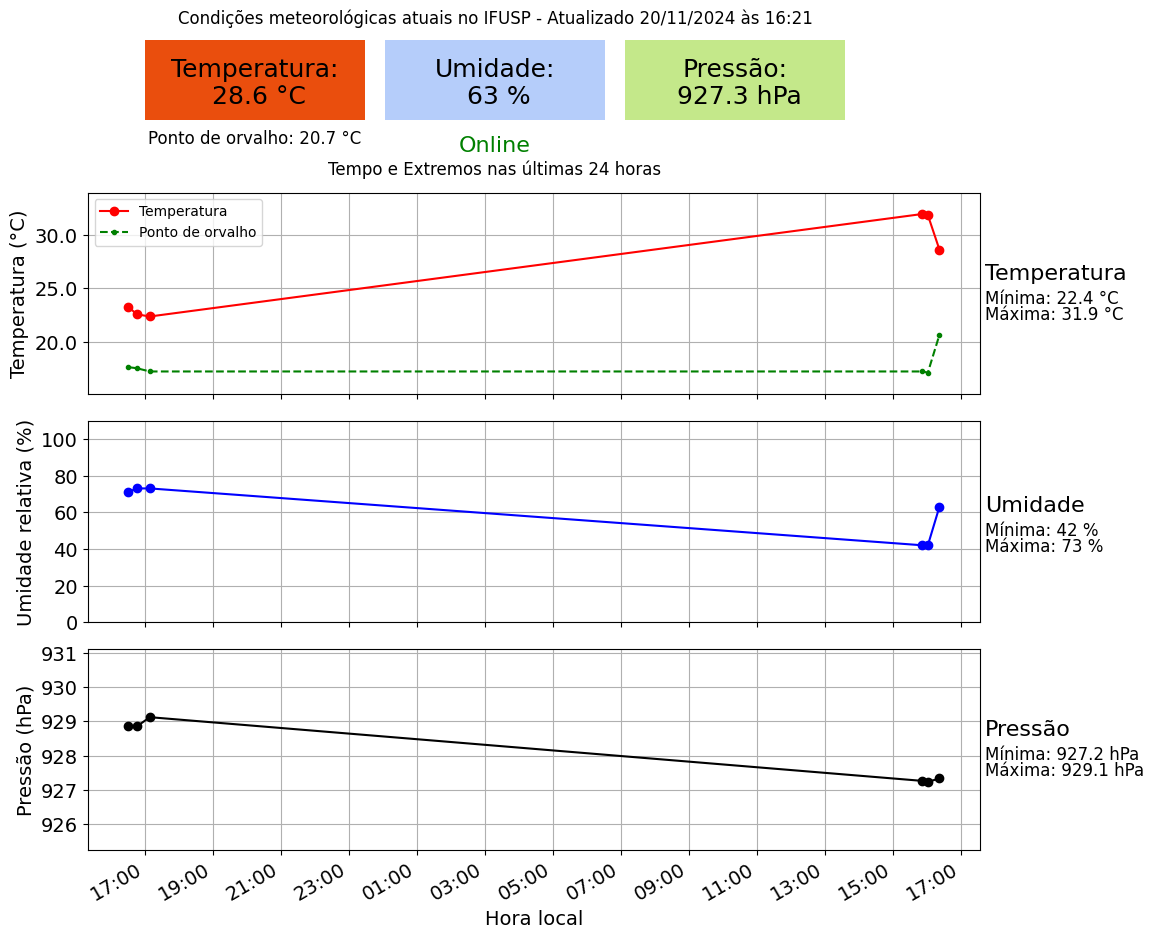 Condições meteorológicas atuais no IFUSP - Atualizado 20/11/2024 às 16:21
Temperatura:
28.6 °C
Umidade:
63 %
Pressão:
927.3 hPa
Ponto de orvalho: 20.7 °C
Online
Tempo e Extremos nas últimas 24 horas
Temperatura
Ponto de orvalho
Temperatura (°C)
30.0
25.0
20.0
Temperatura
Mínima: 22.4 °C
Máxima: 31.9 °C
Umidade relativa (%)
100
80
60
40
20
0
Umidade
Mínima: 42 %
Máxima: 73 %
Pressão (hPa)
931
930
929
928
927
926
Pressão
Mínima: 927.2 hPa
Máxima: 929.1 hPa
17:00 19:00 21:00 23:00 01:00 03:00 05:00 07:00 09:00 11:00 13:00 15:00 17:00
Hora local